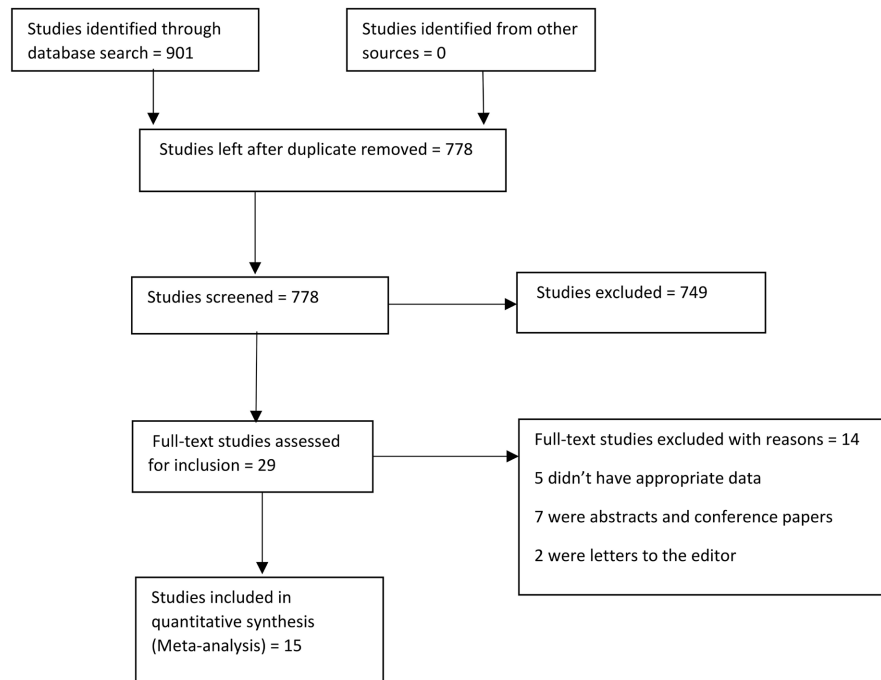 Studies identified through
database search = 901
Studies identified from other
sources = 0
Studies left after duplicate removed = 778
Studies screened = 778
Studies excluded = 749
Full-text studies assessed
for inclusion = 29
Full-text studies excluded with reasons = 14
5 didn’t have appropriate data
7 were abstracts and conference papers
2 were letters to the editor
Studies included in
quantitative synthesis
(Meta-analysis) = 15